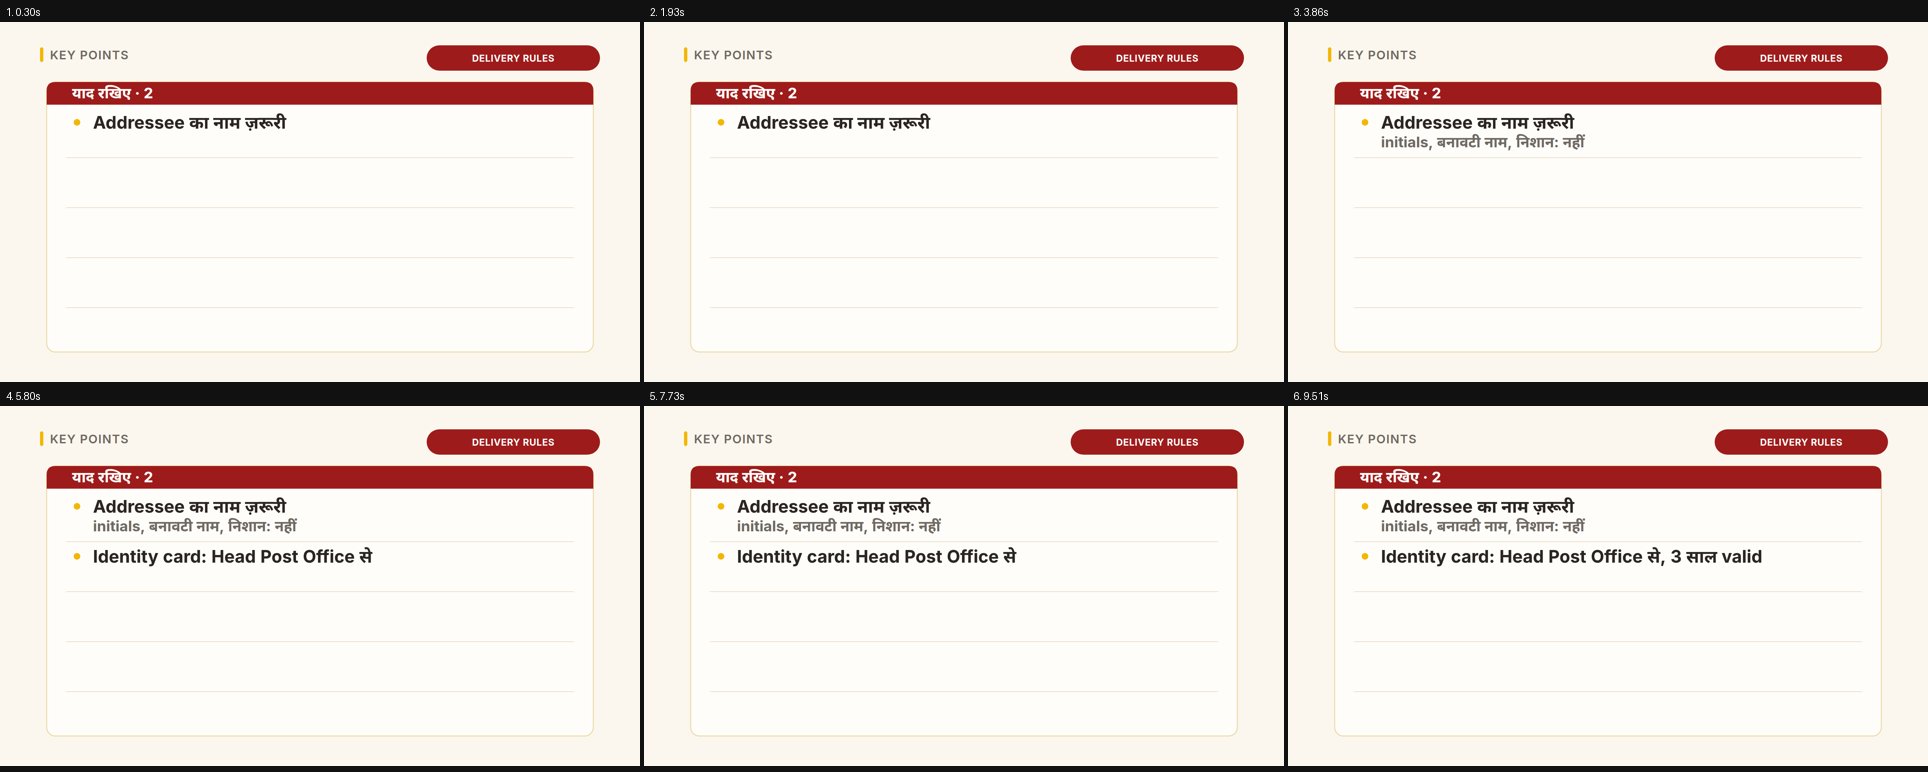 1. 0.30s
KEY POINTS
DELIVERY RULES
याद रखिए · 2
Addressee का नाम ज़रूरी
2. 1.93s
KEY POINTS
DELIVERY RULES
याद रखिए · 2
Addressee का नाम ज़रूरी
3. 3.86s
KEY POINTS
DELIVERY RULES
याद रखिए · 2
Addressee का नाम ज़रूरी
initials, बनावटी नाम, निशान: नहीं
4. 5.80s
KEY POINTS
DELIVERY RULES
याद रखिए · 2
Addressee का नाम ज़रूरी
initials, बनावटी नाम, निशान: नहीं
Identity card: Head Post Office से
5. 7.73s
KEY POINTS
DELIVERY RULES
याद रखिए · 2
Addressee का नाम ज़रूरी
initials, बनावटी नाम, निशान: नहीं
Identity card: Head Post Office से
6. 9.51s
KEY POINTS
DELIVERY RULES
याद रखिए · 2
Addressee का नाम ज़रूरी
initials, बनावटी नाम, निशान: नहीं
Identity card: Head Post Office से, 3 साल valid